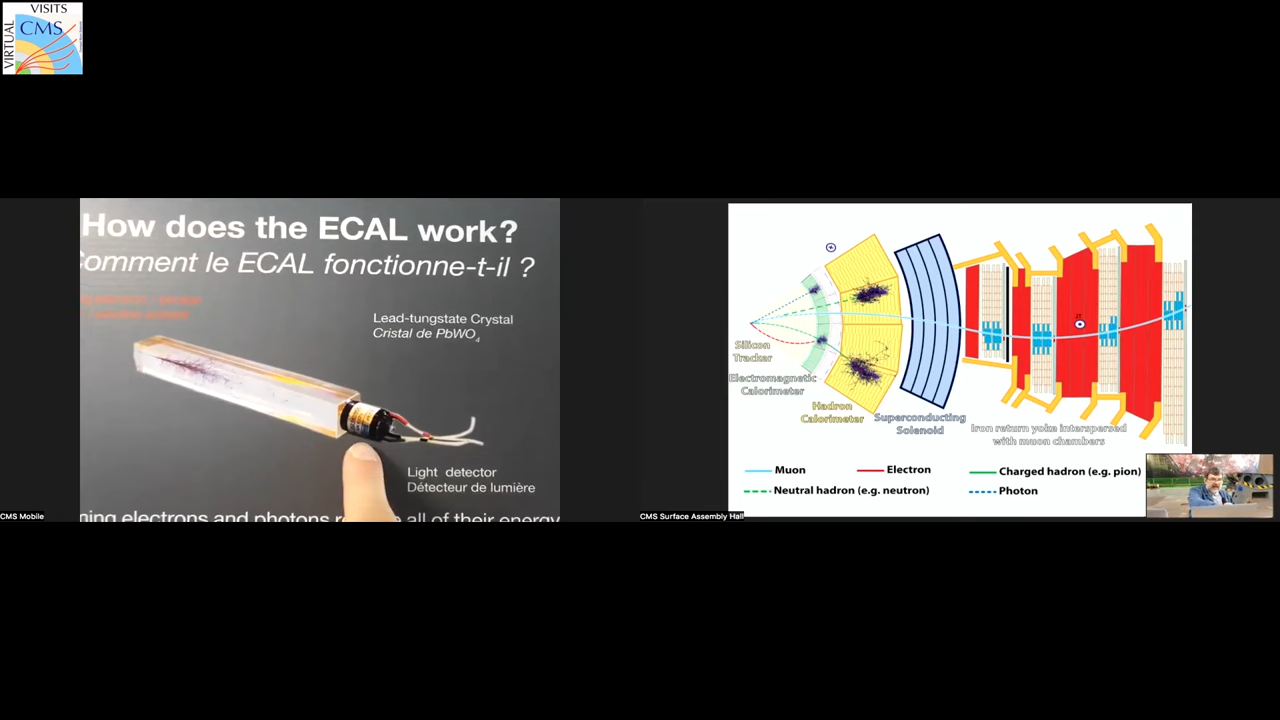 VISITS
CMS
VIRTUAL
How does the ECAL work?
Comment le ECAL fonctionne-t-il ?
Lead-tungstate Crystal
Cristal de PbWO4
Light detector
Détecteur de lumière
electrons and photons
all of their energy
CMS Mobile
Silicon
Tracker
Electromagnetic
Calorimeter
Hadron
Calorimeter
Superconducting
Solenoid
Iron return yoke interspersed
with muon chambers
Muon
Electron
Charged hadron (e.g. pion)
Neutral hadron (e.g. neutron)
Photon
CMS Surface Assembly Hall